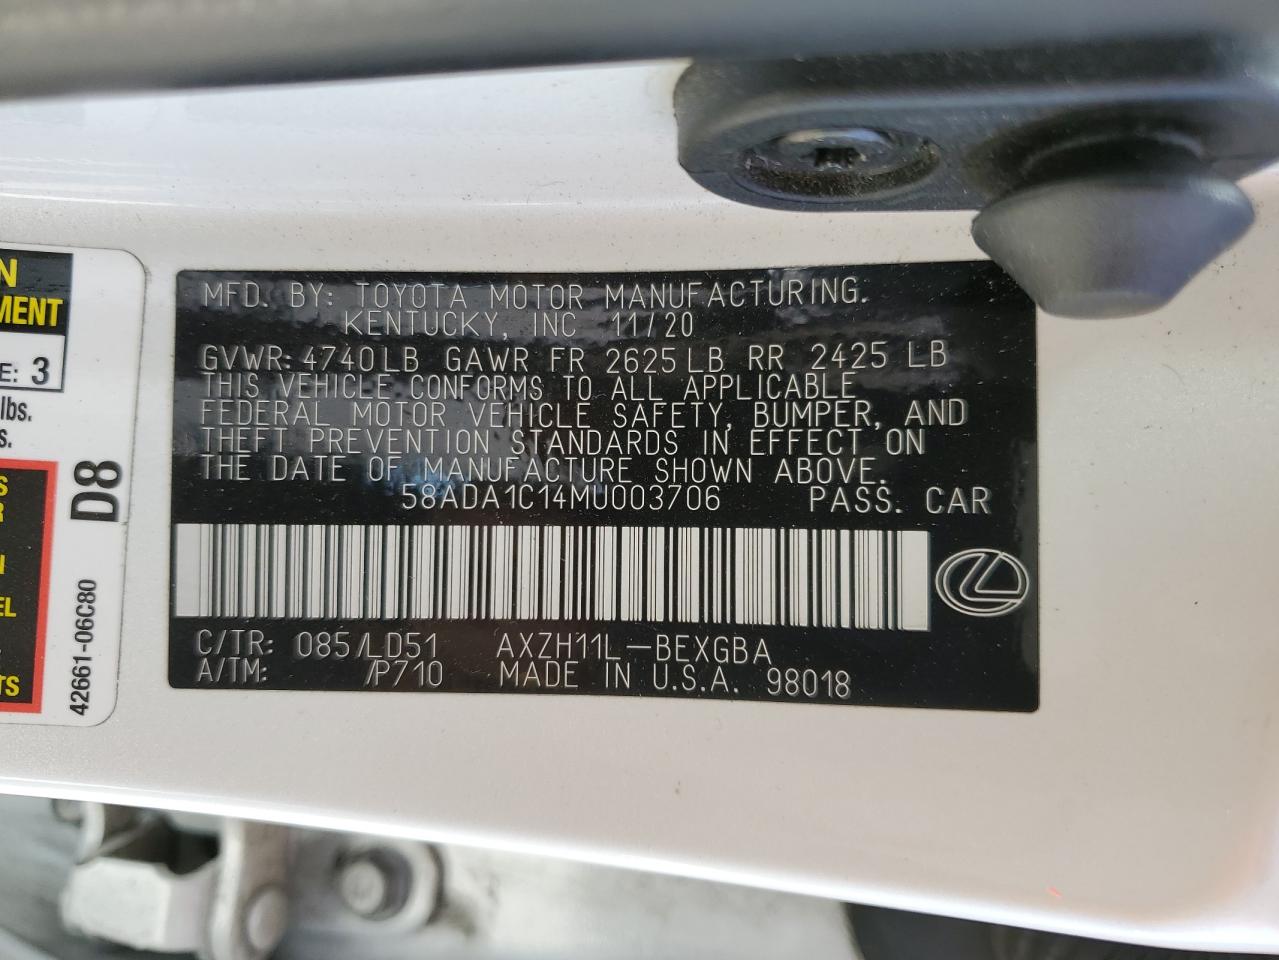 N
MENT
E: 3
lbs.
s.
S
R
N
EL
TS
D8
42661-06C80
MFD. BY: TOYOTA MOTOR MANUFACTURING.
KENTUCKY, INC 11/20
GVWR: 4740LB GAWR FR 2625LB RR 2425 LB
THIS VEHICLE CONFORMS TO ALL APPLICABLE
FEDERAL MOTOR VEHICLE SAFETY, BUMPER, AND
THEFT PREVENTION STANDARDS IN EFFECT ON
THE DATE OF MANUFACTURE SHOWN ABOVE.
58ADA1C14MU003706 PASS. CAR
C/TR: 085/LD51 AXZH11L-BEXGBA
A/TM: /P710 MADE IN U.S.A. 98018